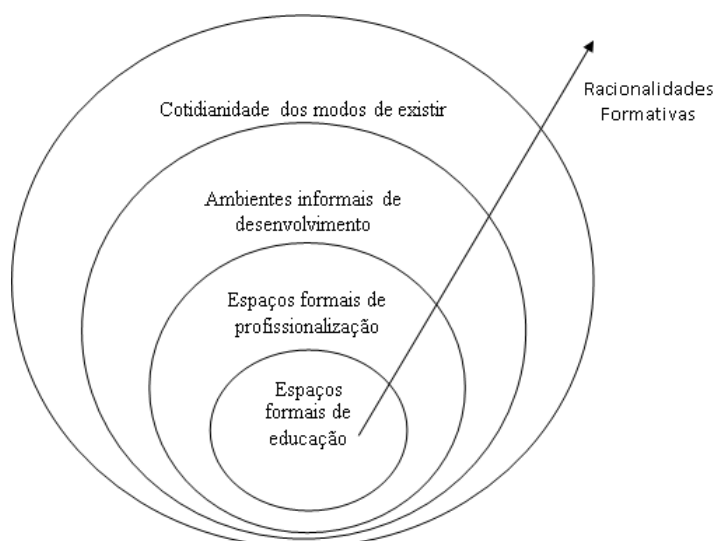 Racionalidades
Formativas
Cotidianidade dos modos de existir
Ambientes informais de
desenvolvimento
Espaços formais de
profissionalização
Espaços
formais de
educação